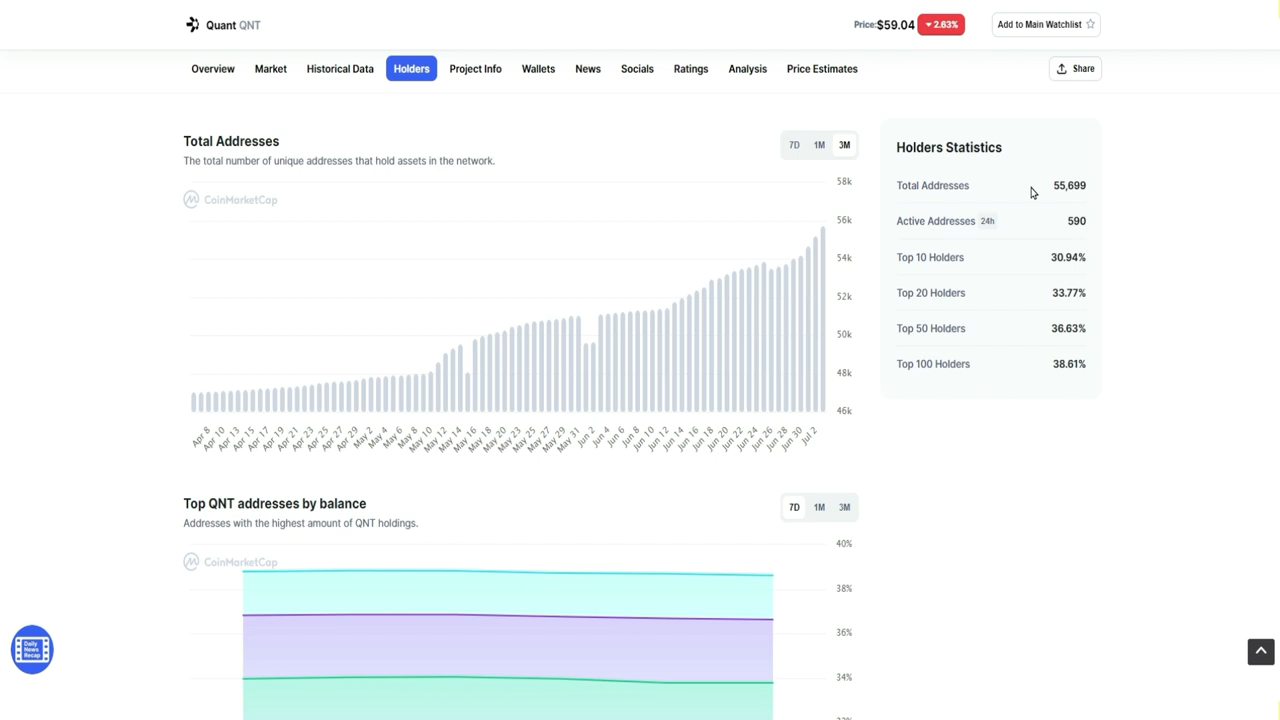 Quant QNT
Price:$59.04 ▼2.63%
Add to Main Watchlist
Overview Market Historical Data Holders Project Info Wallets News Socials Ratings Analysis Price Estimates
Share
Total Addresses
The total number of unique addresses that hold assets in the network.
7D 1M 3M
CoinMarketCap
58k
56k
54k
52k
50k
48k
46k
Apr 8 Apr 10 Apr 13 Apr 15 Apr 17 Apr 19 Apr 21 Apr 23 Apr 25 Apr 27 Apr 29 May 2 May 4 May 6 May 8 May 10 May 12 May 14 May 16 May 18 May 20 May 23 May 25 May 27 May 29 May 31 Jun 2 Jun 4 Jun 6 Jun 8 Jun 10 Jun 12 Jun 14 Jun 16 Jun 18 Jun 20 Jun 22 Jun 24 Jun 26 Jun 28 Jun 30 Jul 2
Holders Statistics
Total Addresses 55,699
Active Addresses 24h 590
Top 10 Holders 30.94%
Top 20 Holders 33.77%
Top 50 Holders 36.63%
Top 100 Holders 38.61%
Top QNT addresses by balance
Addresses with the highest amount of QNT holdings.
7D 1M 3M
CoinMarketCap
40%
38%
36%
34%
Daily
News
Recap